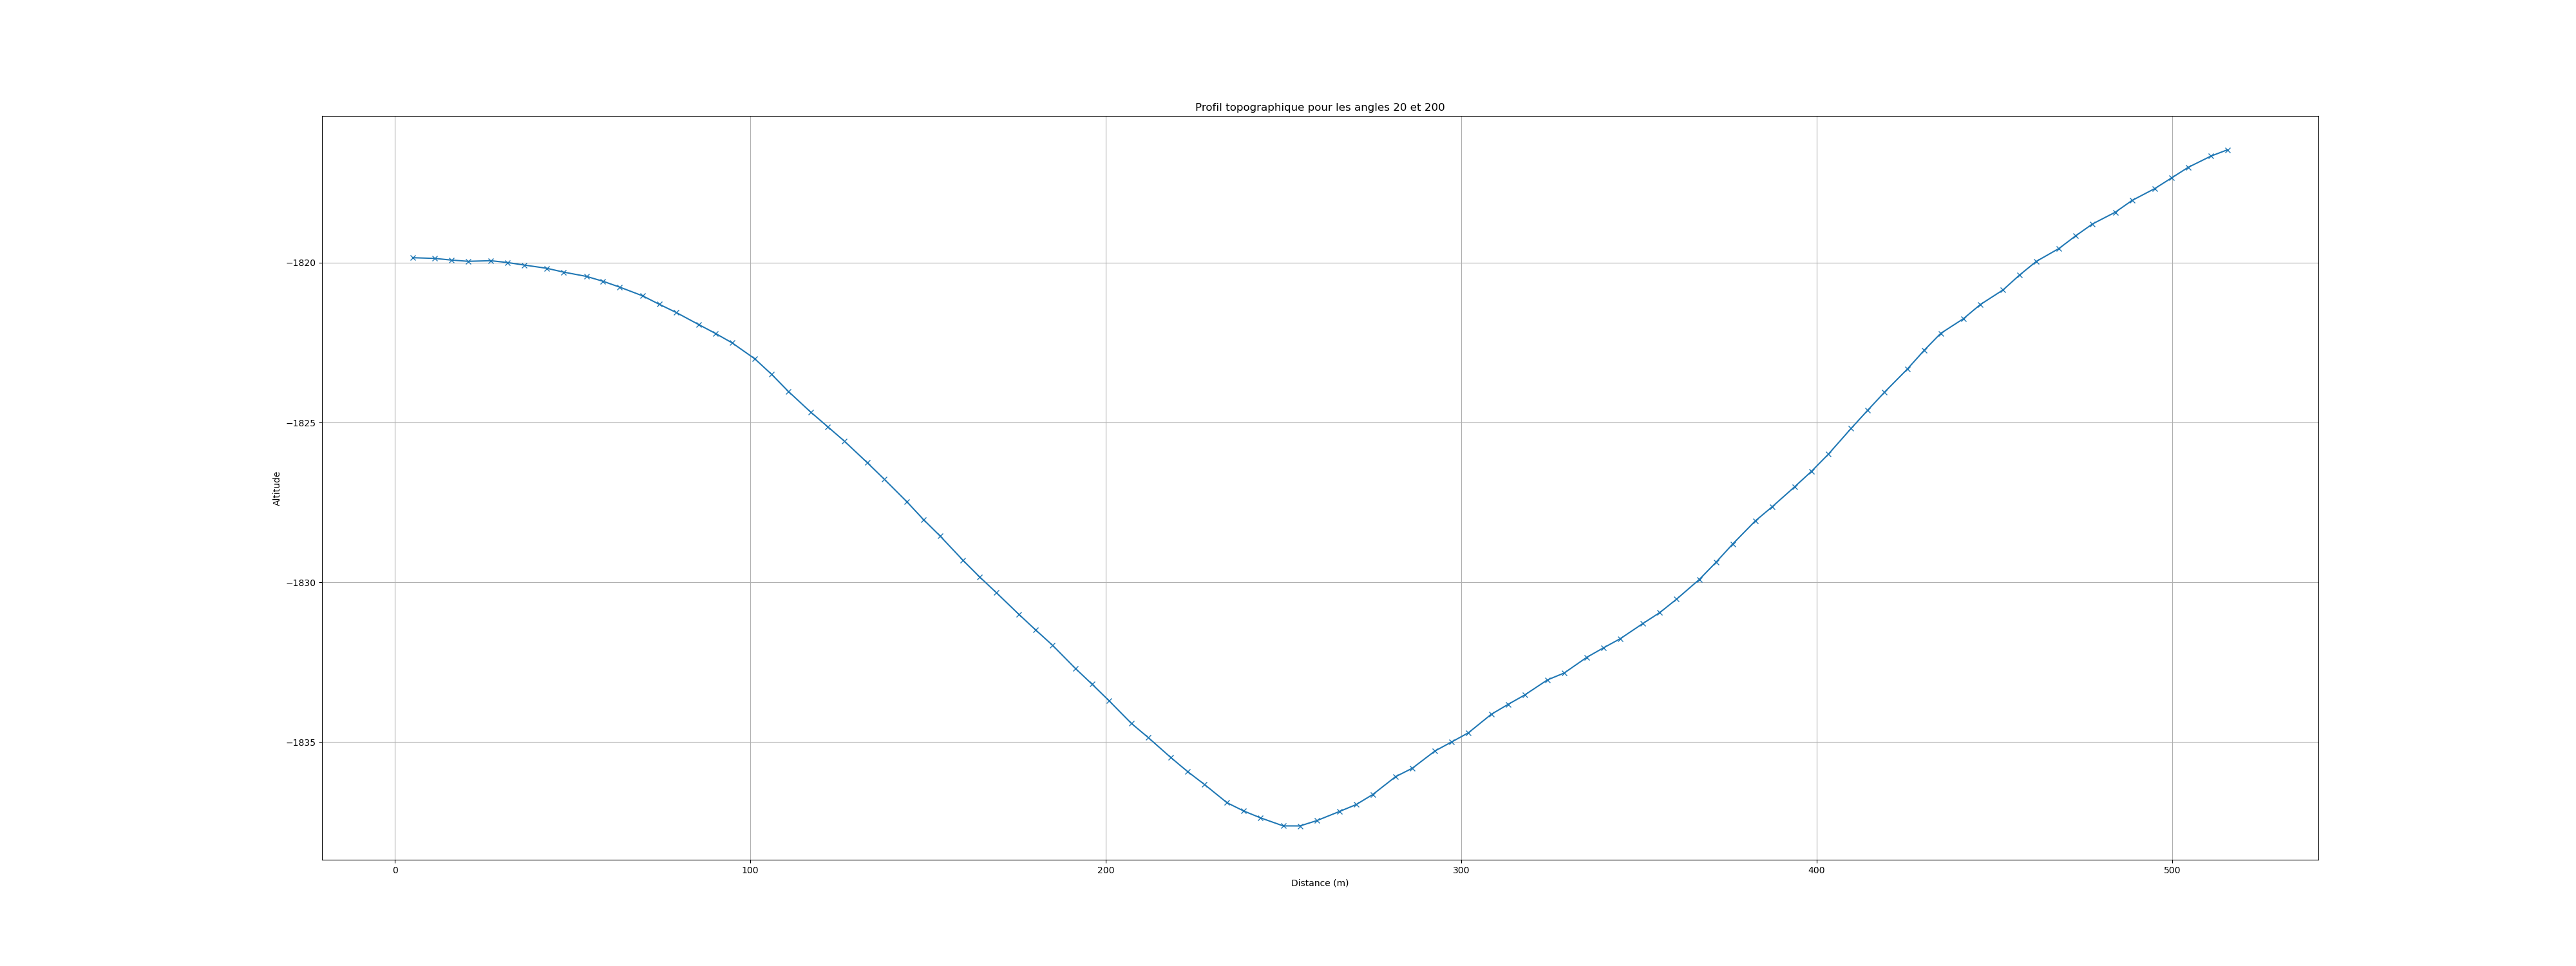 Profil topographique pour les angles 20 et 200
−1820
−1825
Altitude
−1830
−1835
0 100 200 300 400 500
Distance (m)